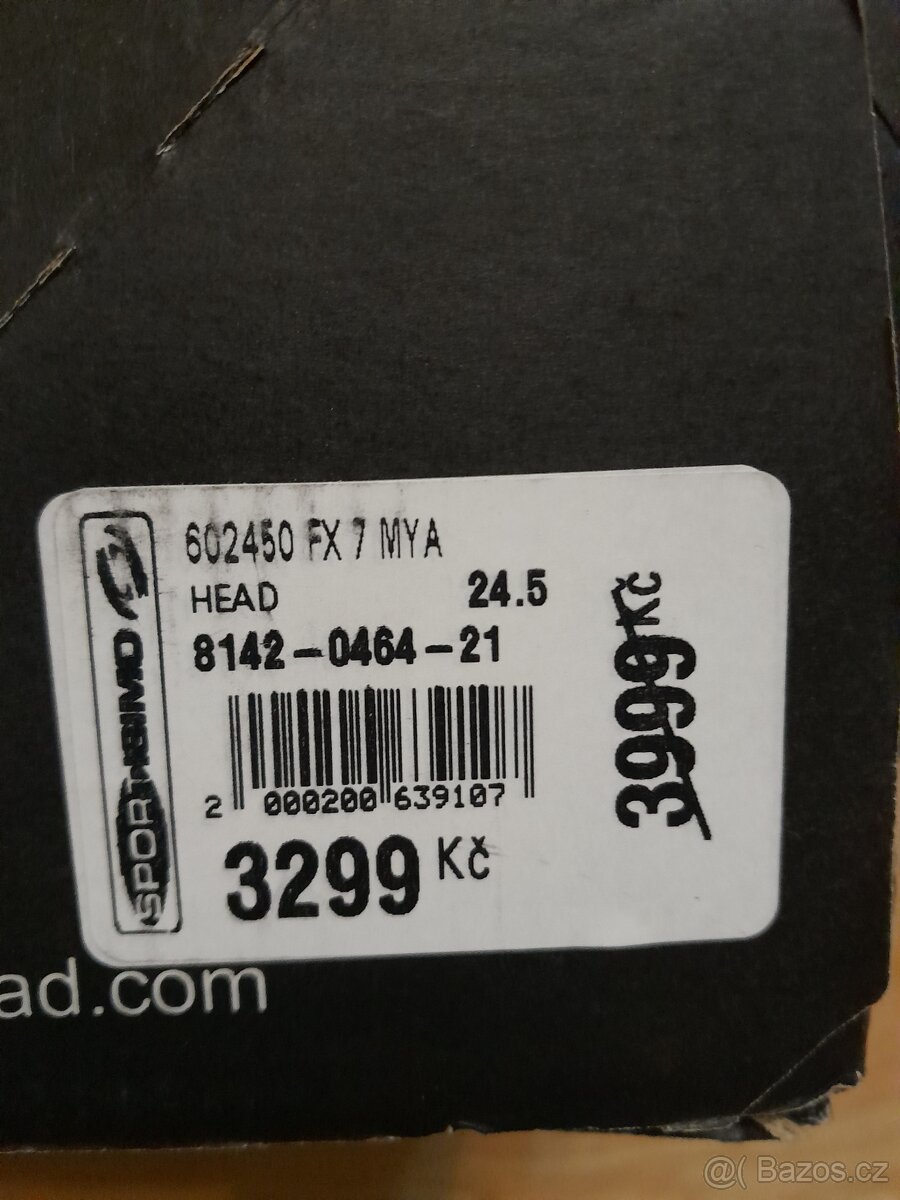 602450 FX 7 MYA
HEAD 24.5
8142-0464-21
2 000200 639107
3299 Kč
3999 Kč
SPORTISIMO
ad.com
@( Bazos.cz